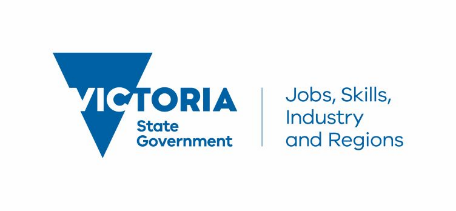 VICTORIA
State
Government
Jobs, Skills,
Industry
and Regions